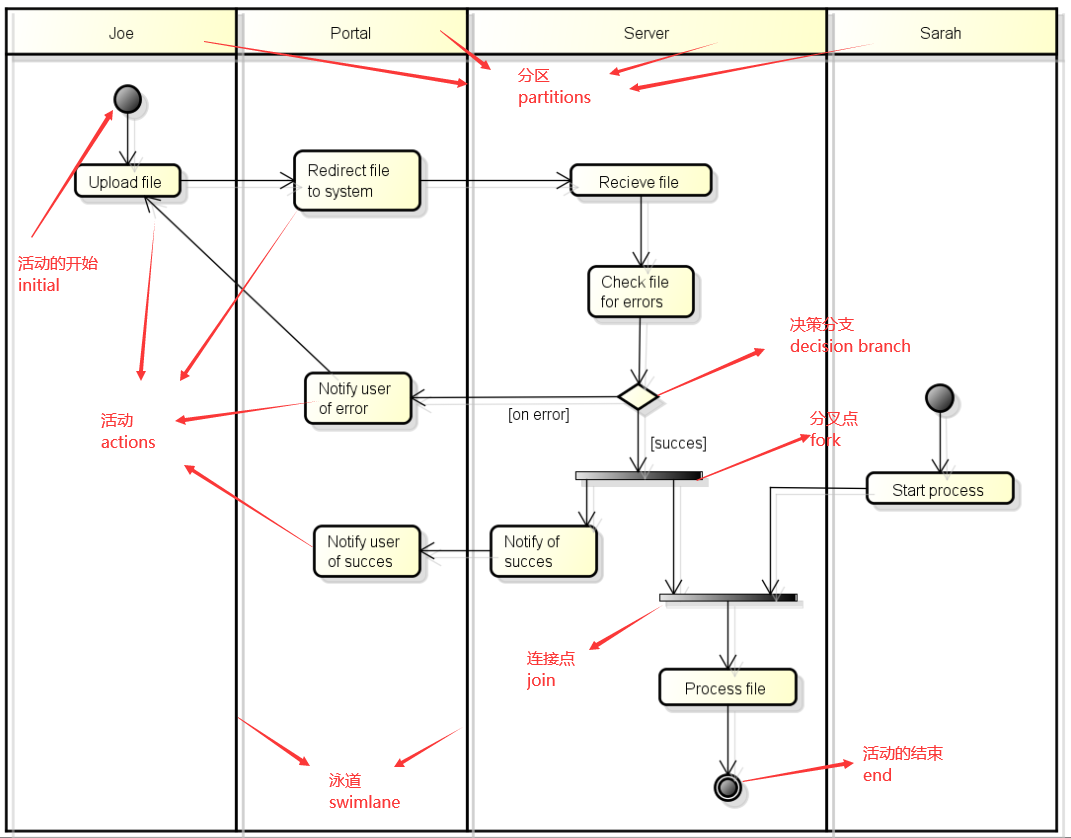 Joe
Portal
Server
Sarah
分区
partitions
Upload file
Redirect file
to system
Recieve file
活动的开始
initial
Check file
for errors
决策分支
decision branch
Notify user
of error
[on error]
活动
actions
[succes]
分叉点
fork
Start process
Notify user
of succes
Notify of
succes
连接点
join
Process file
活动的结束
end
泳道
swimlane